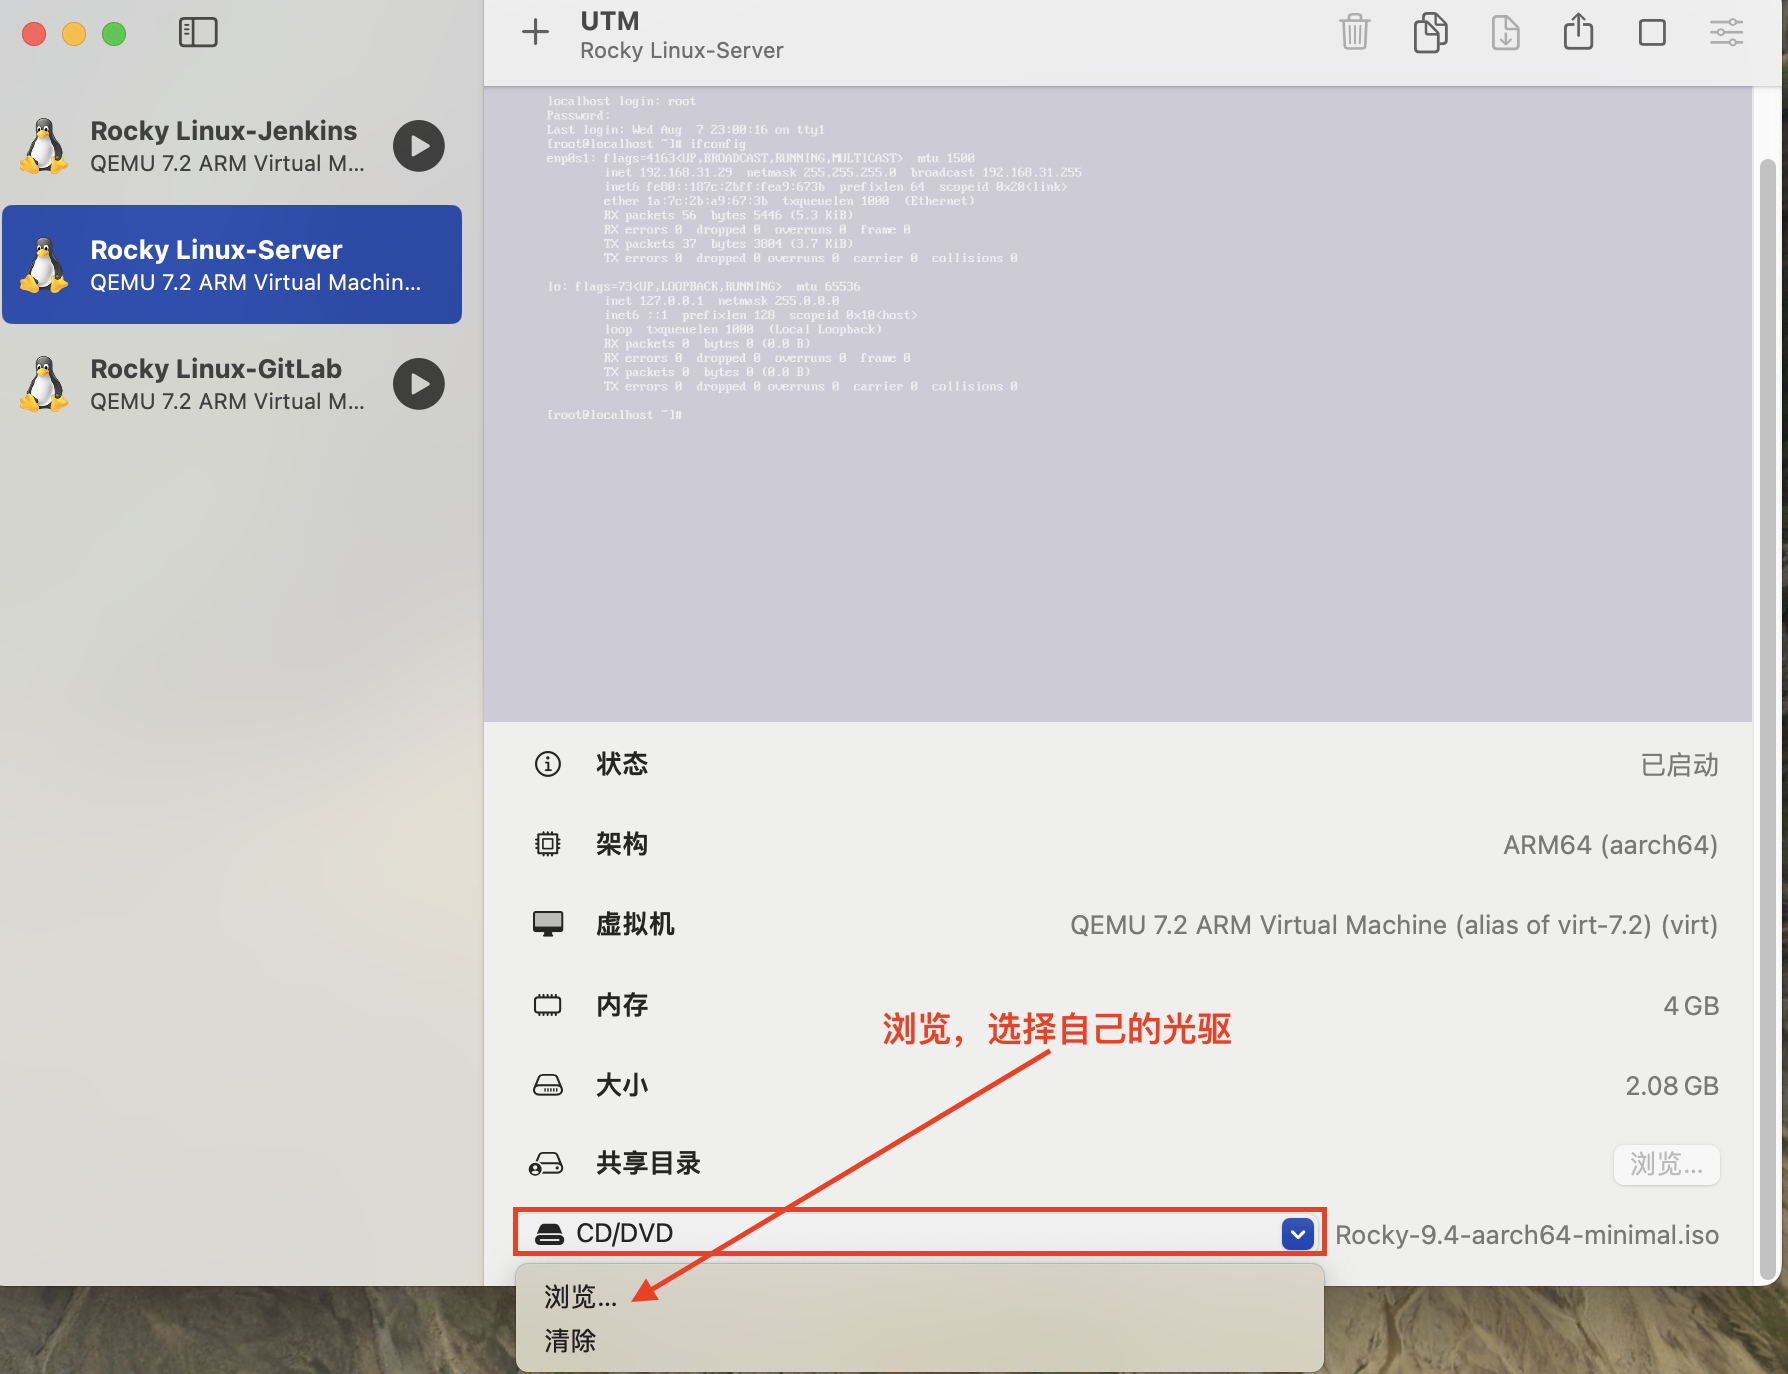 UTM
Rocky Linux-Server
Rocky Linux-Jenkins
QEMU 7.2 ARM Virtual M...
Rocky Linux-Server
QEMU 7.2 ARM Virtual Machin...
Rocky Linux-GitLab
QEMU 7.2 ARM Virtual M...
localhost login: root
Password:
Last login: Wed Aug  7 23:00:16 on tty1
[root@localhost ~]# ifconfig
enp0s1: flags=4163<UP,BROADCAST,RUNNING,MULTICAST>  mtu 1500
inet 192.168.31.29  netmask 255.255.255.0  broadcast 192.168.31.255
inet6 fe80::187c:2bff:fea9:673b  prefixlen 64  scopeid 0x20<link>
ether 1a:7c:2b:a9:67:3b  txqueuelen 1000  (Ethernet)
RX packets 56  bytes 5446 (5.3 KiB)
RX errors 0  dropped 0  overruns 0  frame 0
TX packets 37  bytes 3804 (3.7 KiB)
TX errors 0  dropped 0 overruns 0  carrier 0  collisions 0
lo: flags=73<UP,LOOPBACK,RUNNING>  mtu 65536
inet 127.0.0.1  netmask 255.0.0.0
inet6 ::1  prefixlen 128  scopeid 0x10<host>
loop  txqueuelen 1000  (Local Loopback)
RX packets 0  bytes 0 (0.0 B)
RX errors 0  dropped 0  overruns 0  frame 0
TX packets 0  bytes 0 (0.0 B)
TX errors 0  dropped 0 overruns 0  carrier 0  collisions 0
[root@localhost ~]#
状态 已启动
架构 ARM64 (aarch64)
虚拟机 QEMU 7.2 ARM Virtual Machine (alias of virt-7.2) (virt)
内存 4 GB
浏览，选择自己的光驱
大小 2.08 GB
共享目录 浏览...
CD/DVD Rocky-9.4-aarch64-minimal.iso
浏览...
清除